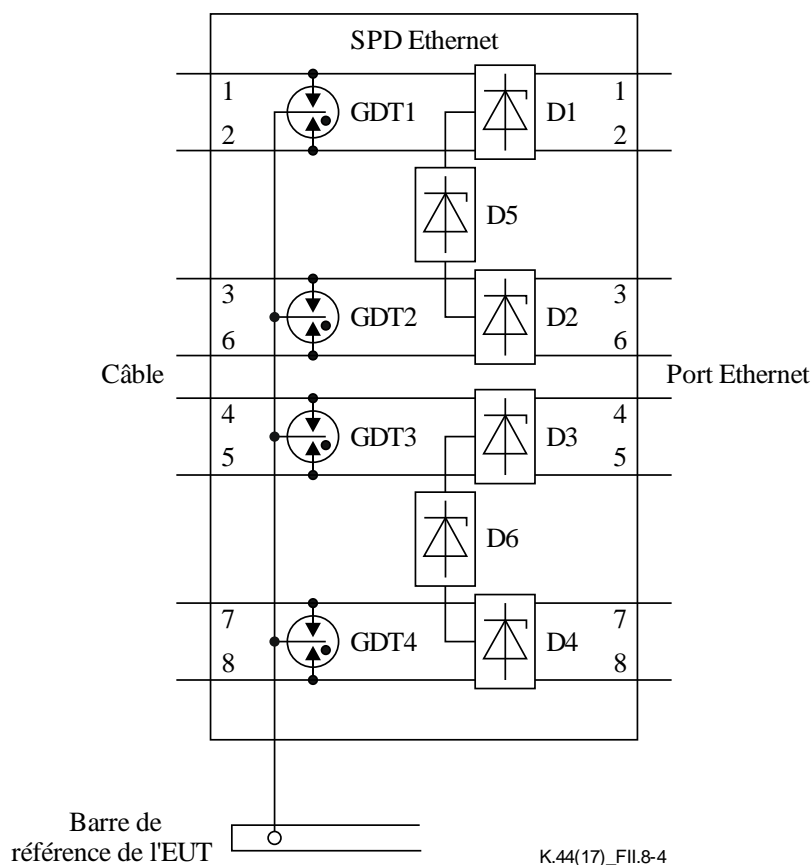 SPD Ethernet
1 GDT1 D1 1
2 2
D5
3 3
GDT2 D2
6 6
Câble Port Ethernet
4 4
GDT3 D3
5 5
D6
7 7
GDT4 D4
8 8
Barre de
référence de l'EUT
K.44(17)_FII.8-4